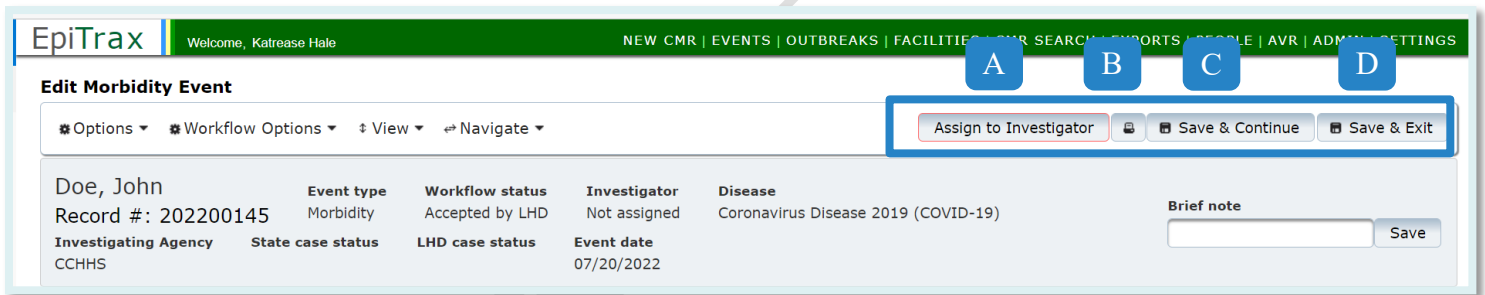 EpiTrax Welcome, Katrease Hale NEW CMR | EVENTS | OUTBREAKS | FACILITIES | CMR SEARCH | EXPORTS | PEOPLE | AVR | ADMIN | SETTINGS
A B C D
Edit Morbidity Event
Options Workflow Options View Navigate Assign to Investigator Save & Continue Save & Exit
Doe, John Event type Workflow status Investigator Disease Brief note
Record #: 202200145 Morbidity Accepted by LHD Not assigned Coronavirus Disease 2019 (COVID-19)
Save
Investigating Agency State case status LHD case status Event date
CCHHS 07/20/2022